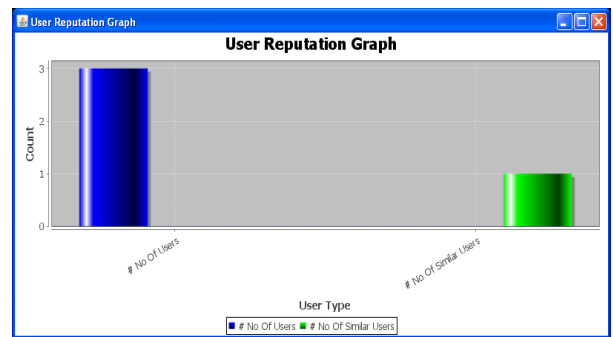 User Reputation Graph
User Reputation Graph
3
2
1
0
Count
# No Of Users
# No Of Similar Users
User Type
# No Of Users # No Of Similar Users